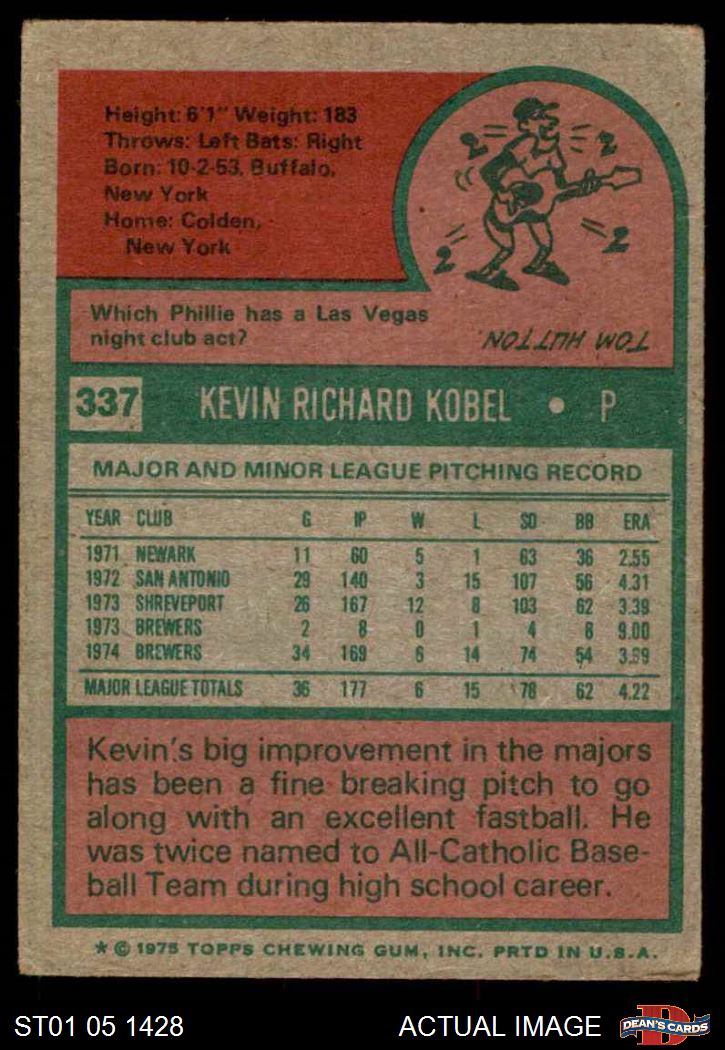 Height: 6'1" Weight: 183
Throws: Left Bats: Right
Born: 10-2-53, Buffalo,
New York
Home: Colden,
New York
2 2 2 2
Which Phillie has a Las Vegas
night club act?
TOM HUTTON
337 KEVIN RICHARD KOBEL • P
MAJOR AND MINOR LEAGUE PITCHING RECORD
YEAR CLUB G IP W L SO BB ERA
1971 NEWARK 11 60 5 1 63 36 2.55
1972 SAN ANTONIO 29 140 3 15 107 56 4.31
1973 SHREVEPORT 26 167 12 8 103 62 3.39
1973 BREWERS 2 8 0 1 4 8 9.00
1974 BREWERS 34 169 6 14 74 54 3.99
MAJOR LEAGUE TOTALS 36 177 6 15 78 62 4.22
Kevin's big improvement in the majors
has been a fine breaking pitch to go
along with an excellent fastball. He
was twice named to All-Catholic Base-
ball Team during high school career.
* © 1975 TOPPS CHEWING GUM, INC. PRTD IN U.S.A.
ST01 05 1428 ACTUAL IMAGE
D
DEAN'S CARDS